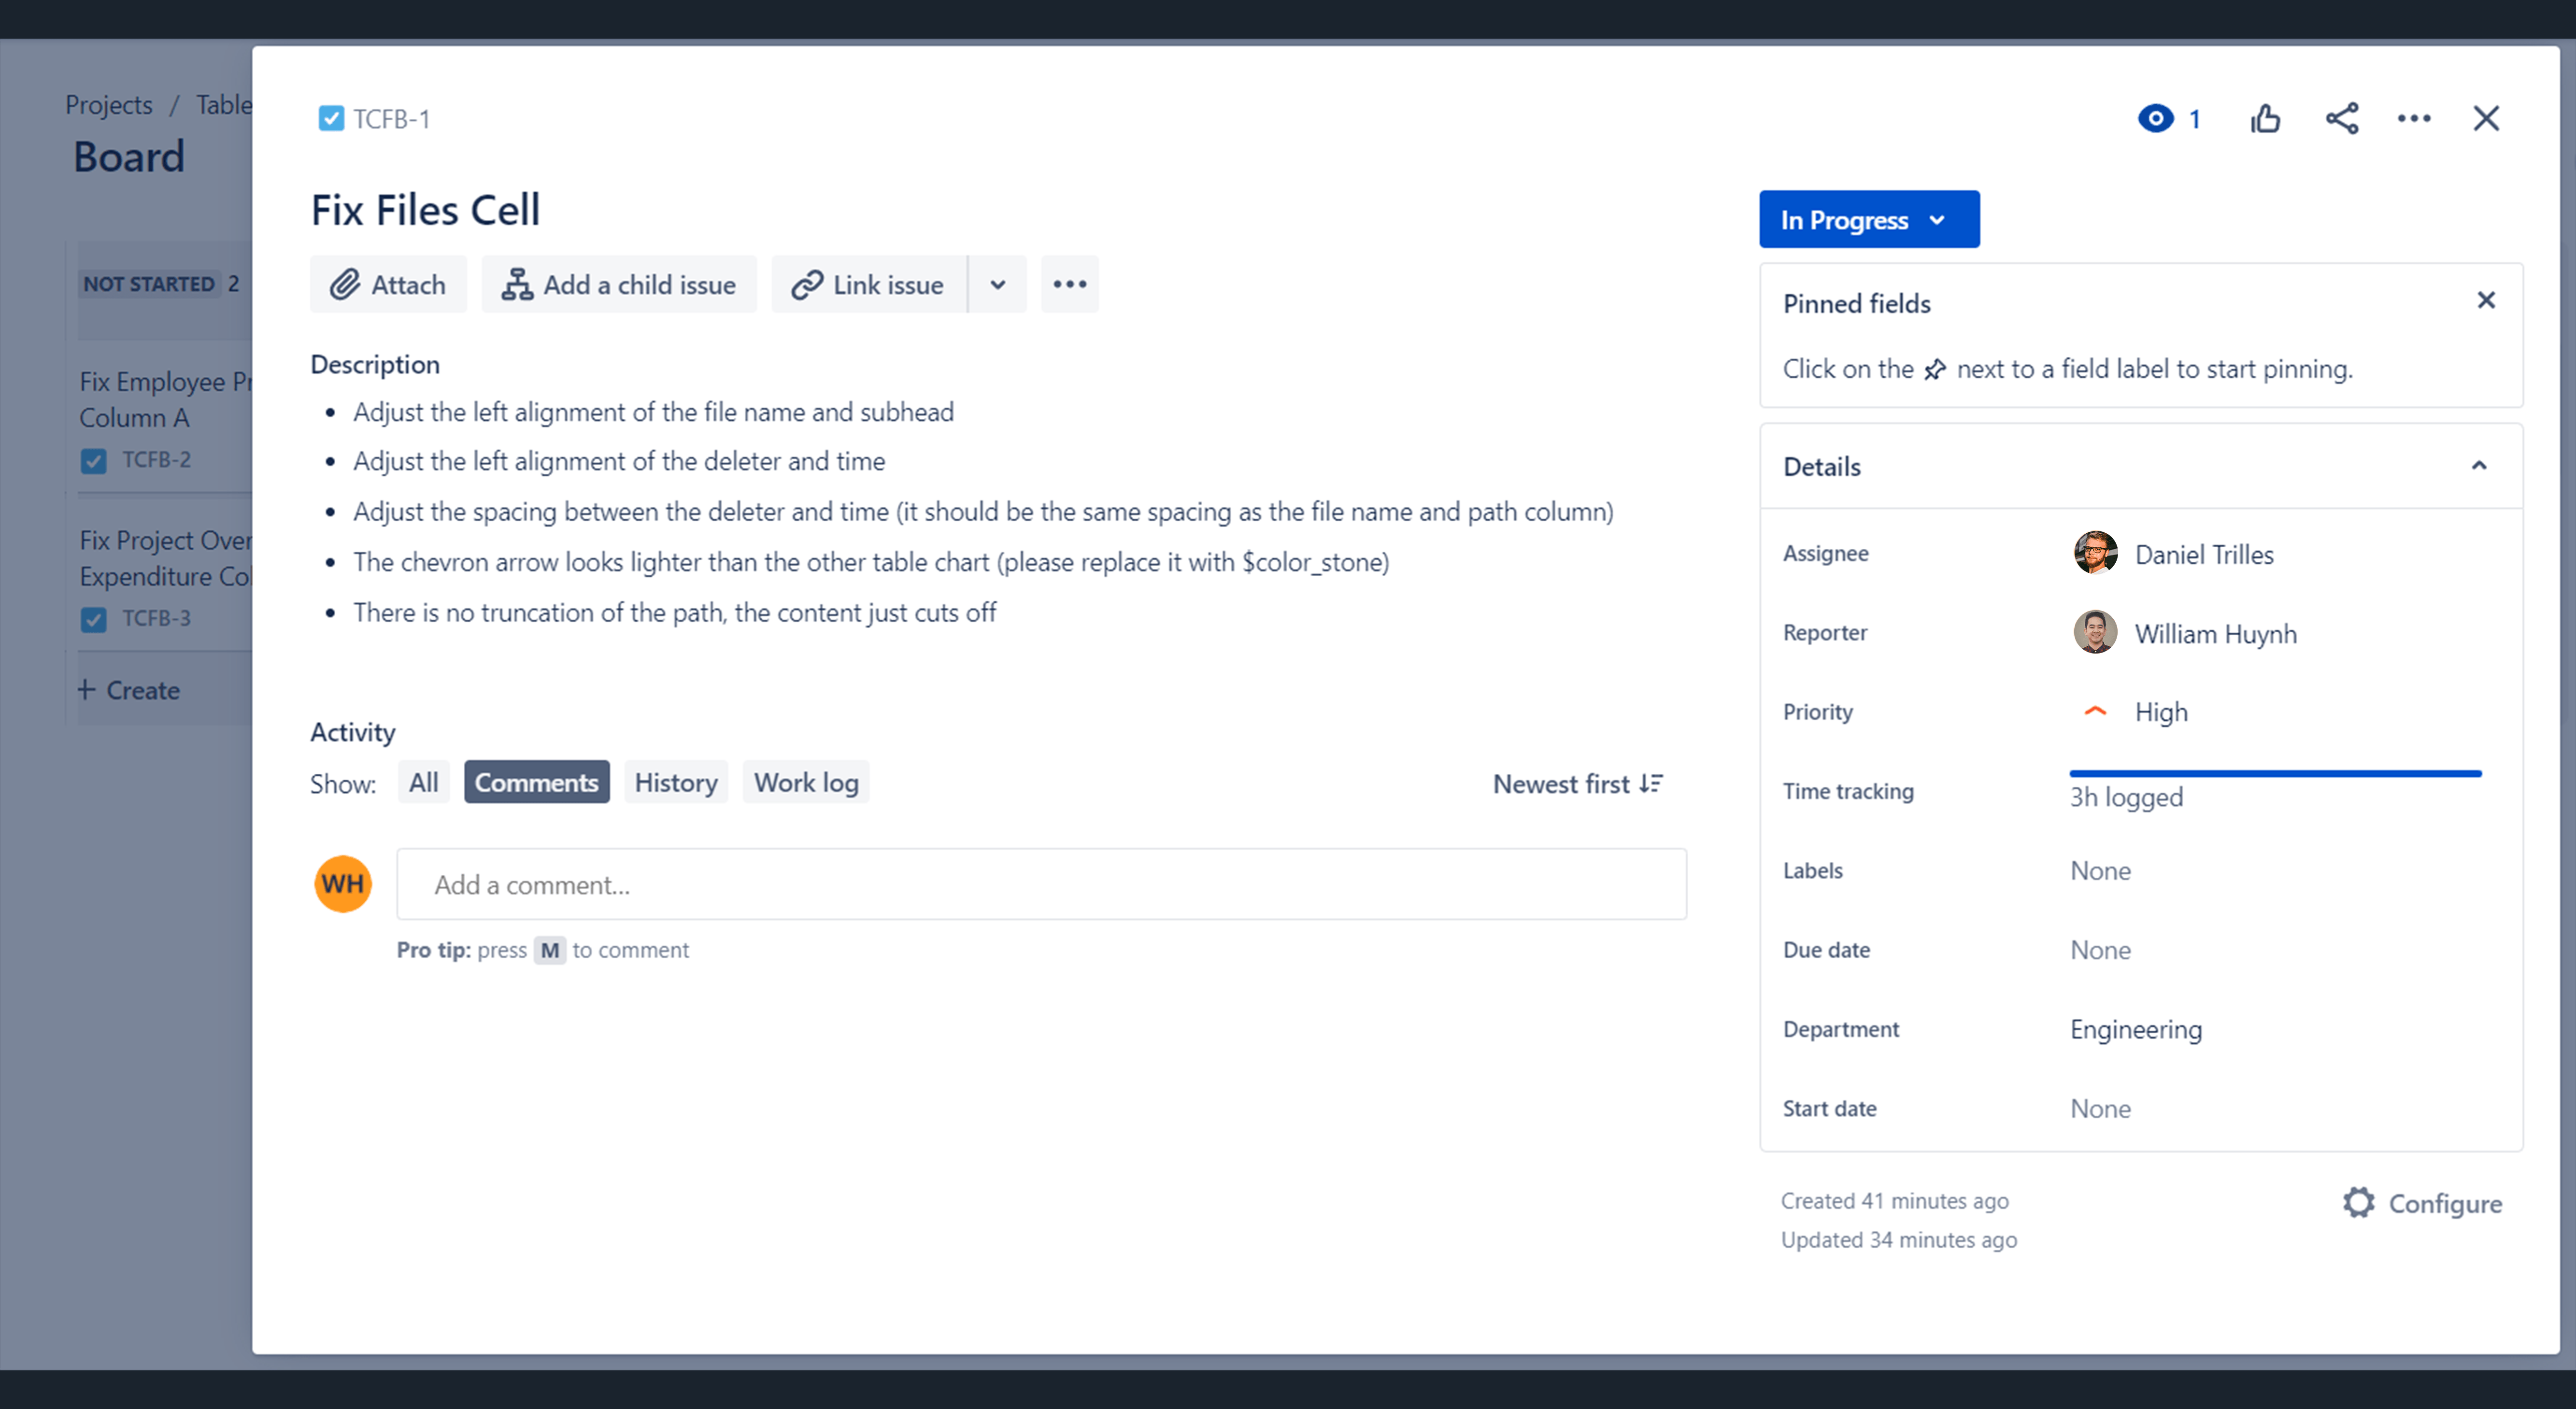 Projects / Table
Board
NOT STARTED 2
Fix Employee Pr
Column A
TCFB-2
Fix Project Over
Expenditure Col
TCFB-3
+ Create
TCFB-1
1
Fix Files Cell
Attach
Add a child issue
Link issue
Description
• Adjust the left alignment of the file name and subhead
• Adjust the left alignment of the deleter and time
• Adjust the spacing between the deleter and time (it should be the same spacing as the file name and path column)
• The chevron arrow looks lighter than the other table chart (please replace it with $color_stone)
• There is no truncation of the path, the content just cuts off
Activity
Show: All Comments History Work log
Newest first
WH
Add a comment...
Pro tip: press M to comment
In Progress
Pinned fields
Click on the next to a field label to start pinning.
Details
Assignee Daniel Trilles
Reporter William Huynh
Priority High
Time tracking 3h logged
Labels None
Due date None
Department Engineering
Start date None
Created 41 minutes ago
Updated 34 minutes ago
Configure